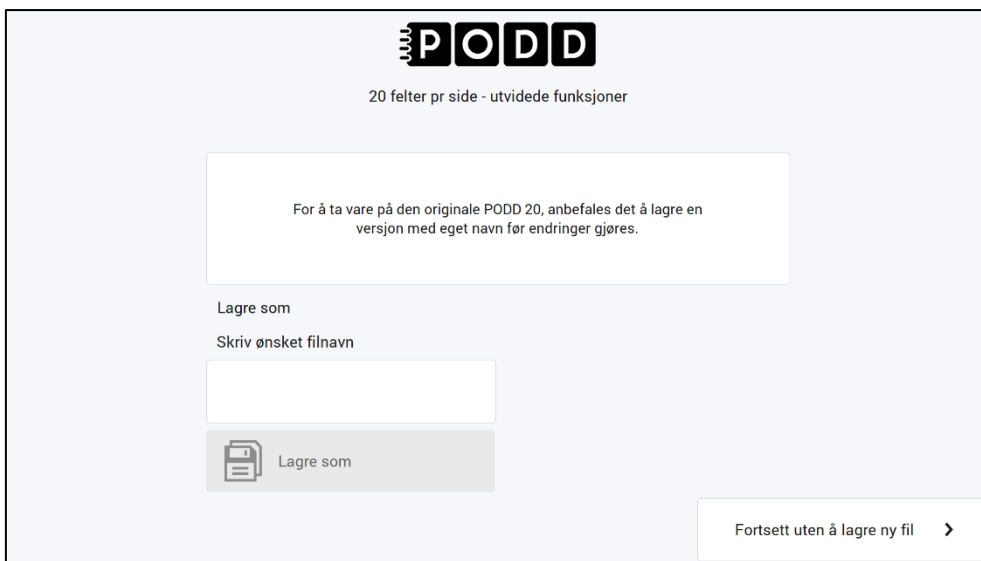 PODD
20 felter pr side - utvidede funksjoner
For å ta vare på den originale PODD 20, anbefales det å lagre en
versjon med eget navn før endringer gjøres.
Lagre som
Skriv ønsket filnavn
Lagre som
Fortsett uten å lagre ny fil